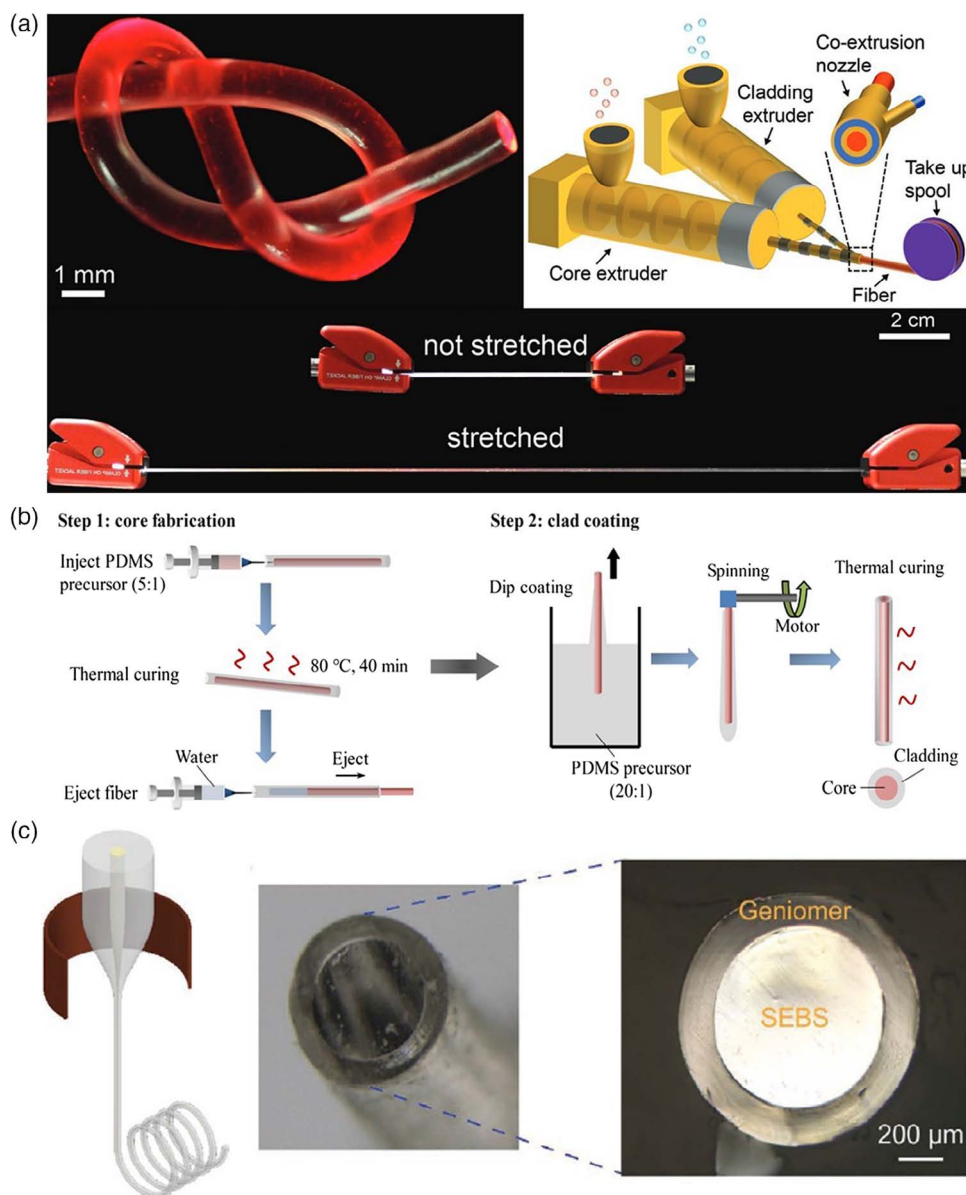 (a)
1 mm
Co-extrusion
nozzle
Cladding
extruder
Take up
spool
Core extruder
Fiber
2 cm
not stretched
stretched
(b)
Step 1: core fabrication
Step 2: clad coating
Inject PDMS
precursor (5:1)
Thermal curing
80 °C, 40 min
Water
Eject
Eject fiber
Dip coating
Spinning
Motor
Thermal curing
PDMS precursor
(20:1)
Cladding
Core
(c)
Geniomer
SEBS
200 µm